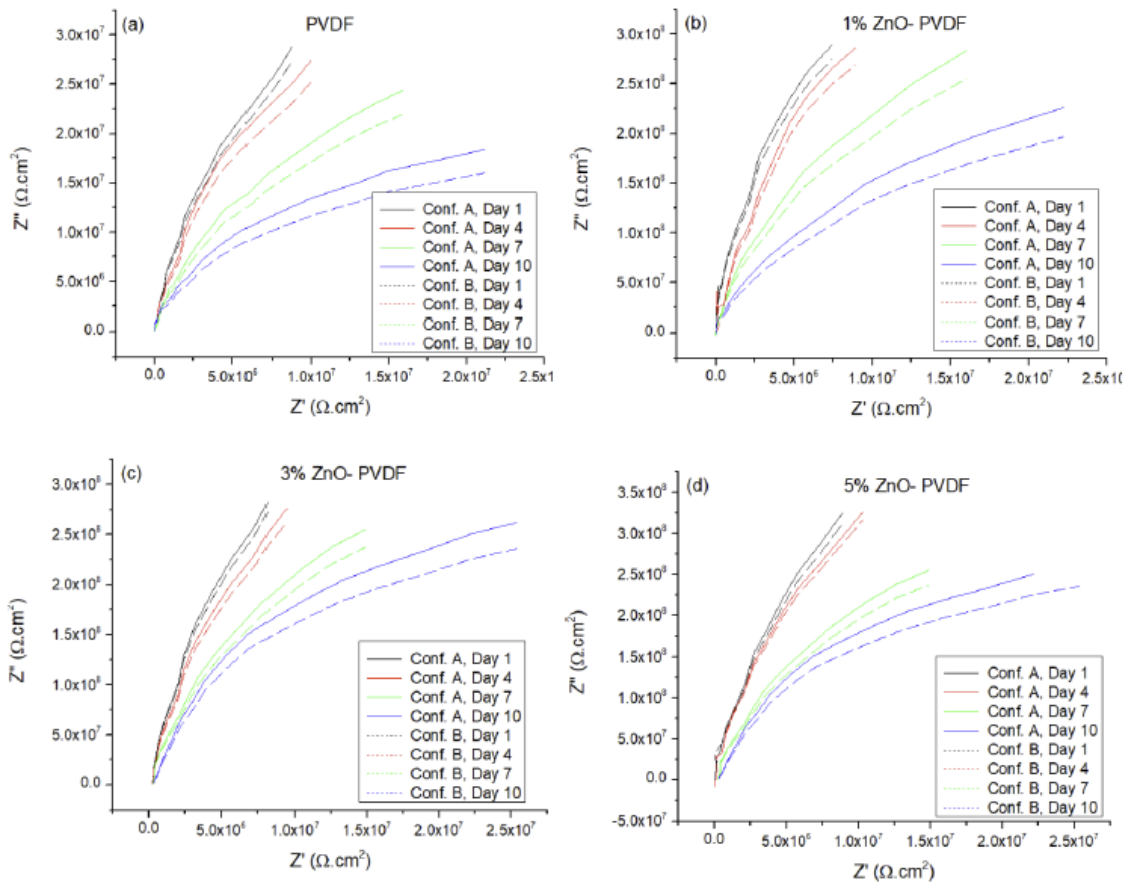 (a) PVDF
3.0x10⁷
2.5x10⁷
2.0x10⁷
1.5x10⁷
1.0x10⁷
5.0x10⁶
0.0
Z" (Ω.cm²)
Conf. A, Day 1
Conf. A, Day 4
Conf. A, Day 7
Conf. A, Day 10
Conf. B, Day 1
Conf. B, Day 4
Conf. B, Day 7
Conf. B, Day 10
0.0 5.0x10⁶ 1.0x10⁷ 1.5x10⁷ 2.0x10⁷ 2.5x1
Z' (Ω.cm²)
(b) 1% ZnO- PVDF
3.0x10⁸
2.5x10⁸
2.0x10⁸
1.5x10⁸
1.0x10⁸
5.0x10⁷
0.0
Z" (Ω.cm²)
Conf. A, Day 1
Conf. A, Day 4
Conf. A, Day 7
Conf. A, Day 10
Conf. B, Day 1
Conf. B, Day 4
Conf. B, Day 7
Conf. B, Day 10
0.0 5.0x10⁶ 1.0x10⁷ 1.5x10⁷ 2.0x10⁷ 2.5x10
Z' (Ω.cm²)
(c) 3% ZnO- PVDF
3.0x10⁸
2.5x10⁸
2.0x10⁸
1.5x10⁸
1.0x10⁸
5.0x10⁷
0.0
Z" (Ω.cm²)
Conf. A, Day 1
Conf. A, Day 4
Conf. A, Day 7
Conf. A, Day 10
Conf. B, Day 1
Conf. B, Day 4
Conf. B, Day 7
Conf. B, Day 10
0.0 5.0x10⁶ 1.0x10⁷ 1.5x10⁷ 2.0x10⁷ 2.5x10⁷
Z' (Ω.cm²)
(d) 5% ZnO- PVDF
3.5x10⁸
3.0x10⁸
2.5x10⁸
2.0x10⁸
1.5x10⁸
1.0x10⁸
5.0x10⁷
0.0
-5.0x10⁷
Z" (Ω.cm²)
Conf. A, Day 1
Conf. A, Day 4
Conf. A, Day 7
Conf. A, Day 10
Conf. B, Day 1
Conf. B, Day 4
Conf. B, Day 7
Conf. B, Day 10
0.0 5.0x10⁶ 1.0x10⁷ 1.5x10⁷ 2.0x10⁷ 2.5x10⁷
Z' (Ω.cm²)